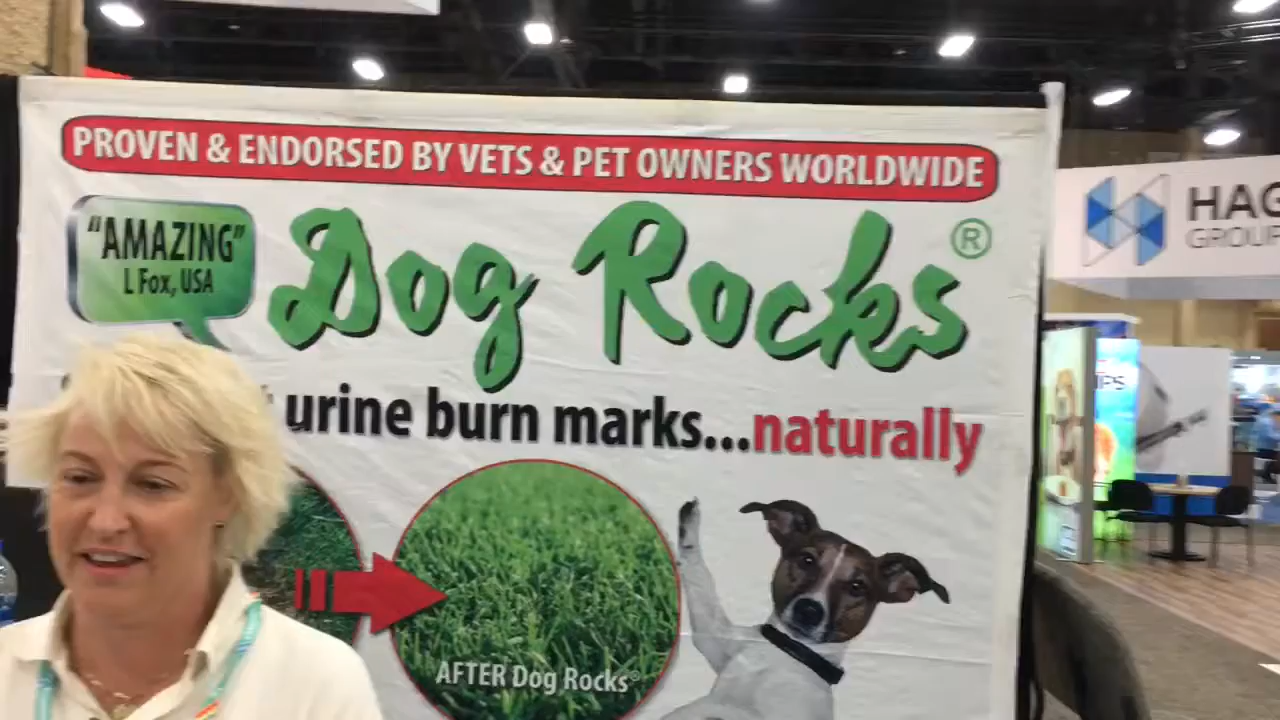 PROVEN & ENDORSED BY VETS & PET OWNERS WORLDWIDE
"AMAZING"
L Fox, USA
Dog Rocks®
urine burn marks...naturally
AFTER Dog Rocks®
HAG
GROUP